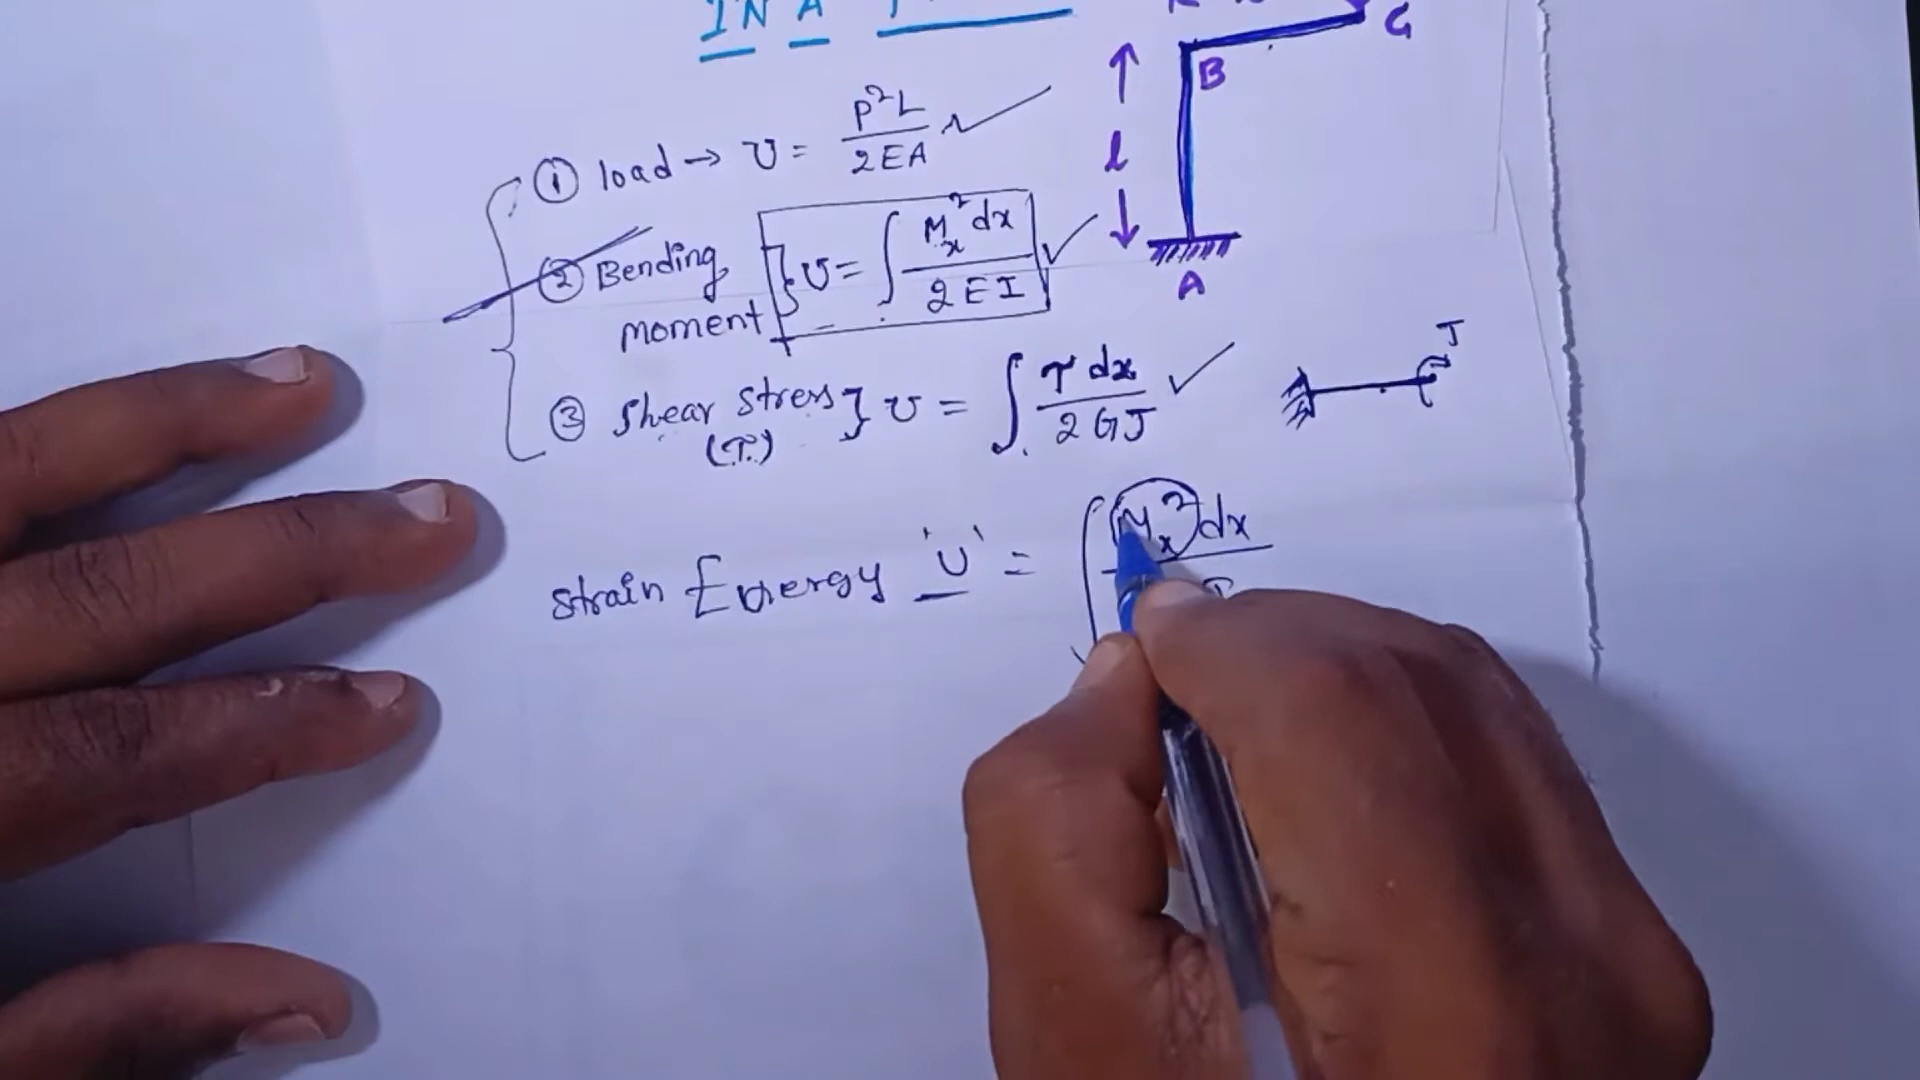 IN A
C
B
l
A
① load → U = P²L / 2EA
② Bending moment } U = ∫ Mx² dx / 2EI
③ Shear stress (τ) } U = ∫ τ dx / 2GJ
J
Strain Energy 'U' = ∫ Mx² dx